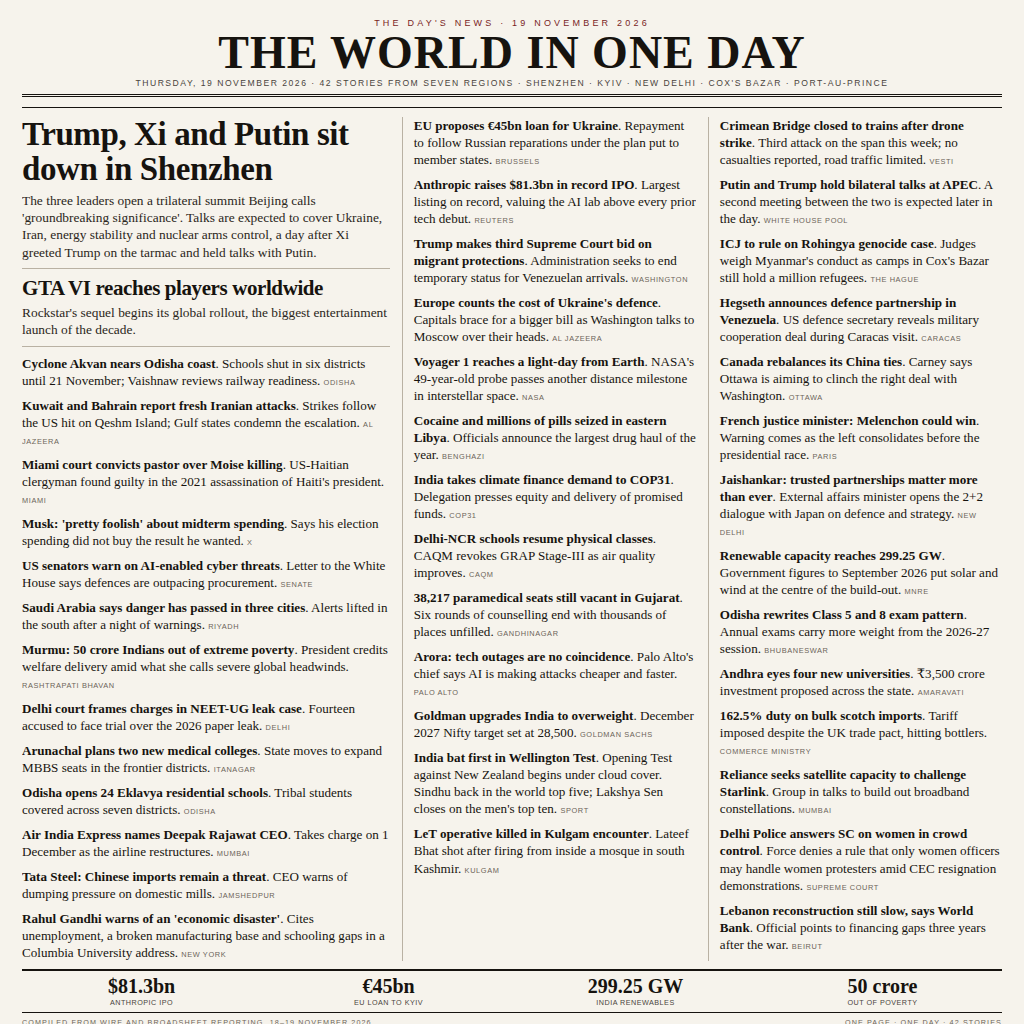 THE DAY'S NEWS · 19 NOVEMBER 2026
THE WORLD IN ONE DAY
THURSDAY, 19 NOVEMBER 2026 · 42 STORIES FROM SEVEN REGIONS · SHENZHEN · KYIV · NEW DELHI · COX'S BAZAR · PORT-AU-PRINCE
Trump, Xi and Putin sit
down in Shenzhen
The three leaders open a trilateral summit Beijing calls
'groundbreaking significance'. Talks are expected to cover Ukraine,
Iran, energy stability and nuclear arms control, a day after Xi
greeted Trump on the tarmac and held talks with Putin.
GTA VI reaches players worldwide
Rockstar's sequel begins its global rollout, the biggest entertainment
launch of the decade.
Cyclone Akvan nears Odisha coast. Schools shut in six districts
until 21 November; Vaishnaw reviews railway readiness. ODISHA
Kuwait and Bahrain report fresh Iranian attacks. Strikes follow
the US hit on Qeshm Island; Gulf states condemn the escalation. AL
JAZEERA
Miami court convicts pastor over Moise killing. US-Haitian
clergyman found guilty in the 2021 assassination of Haiti's president.
MIAMI
Musk: 'pretty foolish' about midterm spending. Says his election
spending did not buy the result he wanted. X
US senators warn on AI-enabled cyber threats. Letter to the White
House says defences are outpacing procurement. SENATE
Saudi Arabia says danger has passed in three cities. Alerts lifted in
the south after a night of warnings. RIYADH
Murmu: 50 crore Indians out of extreme poverty. President credits
welfare delivery amid what she calls severe global headwinds.
RASHTRAPATI BHAVAN
Delhi court frames charges in NEET-UG leak case. Fourteen
accused to face trial over the 2026 paper leak. DELHI
Arunachal plans two new medical colleges. State moves to expand
MBBS seats in the frontier districts. ITANAGAR
Odisha opens 24 Eklavya residential schools. Tribal students
covered across seven districts. ODISHA
Air India Express names Deepak Rajawat CEO. Takes charge on 1
December as the airline restructures. MUMBAI
Tata Steel: Chinese imports remain a threat. CEO warns of
dumping pressure on domestic mills. JAMSHEDPUR
Rahul Gandhi warns of an 'economic disaster'. Cites
unemployment, a broken manufacturing base and schooling gaps in a
Columbia University address. NEW YORK
EU proposes €45bn loan for Ukraine. Repayment
to follow Russian reparations under the plan put to
member states. BRUSSELS
Anthropic raises $81.3bn in record IPO. Largest
listing on record, valuing the AI lab above every prior
tech debut. REUTERS
Trump makes third Supreme Court bid on
migrant protections. Administration seeks to end
temporary status for Venezuelan arrivals. WASHINGTON
Europe counts the cost of Ukraine's defence.
Capitals brace for a bigger bill as Washington talks to
Moscow over their heads. AL JAZEERA
Voyager 1 reaches a light-day from Earth. NASA's
49-year-old probe passes another distance milestone
in interstellar space. NASA
Cocaine and millions of pills seized in eastern
Libya. Officials announce the largest drug haul of the
year. BENGHAZI
India takes climate finance demand to COP31.
Delegation presses equity and delivery of promised
funds. COP31
Delhi-NCR schools resume physical classes.
CAQM revokes GRAP Stage-III as air quality
improves. CAQM
38,217 paramedical seats still vacant in Gujarat.
Six rounds of counselling end with thousands of
places unfilled. GANDHINAGAR
Arora: tech outages are no coincidence. Palo Alto's
chief says AI is making attacks cheaper and faster.
PALO ALTO
Goldman upgrades India to overweight. December
2027 Nifty target set at 28,500. GOLDMAN SACHS
India bat first in Wellington Test. Opening Test
against New Zealand begins under cloud cover.
Sindhu back in the world top five; Lakshya Sen
closes on the men's top ten. SPORT
LeT operative killed in Kulgam encounter. Lateef
Bhat shot after firing from inside a mosque in south
Kashmir. KULGAM
Crimean Bridge closed to trains after drone
strike. Third attack on the span this week; no
casualties reported, road traffic limited. VESTI
Putin and Trump hold bilateral talks at APEC. A
second meeting between the two is expected later in
the day. WHITE HOUSE POOL
ICJ to rule on Rohingya genocide case. Judges
weigh Myanmar's conduct as camps in Cox's Bazar
still hold a million refugees. THE HAGUE
Hegseth announces defence partnership in
Venezuela. US defence secretary reveals military
cooperation deal during Caracas visit. CARACAS
Canada rebalances its China ties. Carney says
Ottawa is aiming to clinch the right deal with
Washington. OTTAWA
French justice minister: Melenchon could win.
Warning comes as the left consolidates before the
presidential race. PARIS
Jaishankar: trusted partnerships matter more
than ever. External affairs minister opens the 2+2
dialogue with Japan on defence and strategy. NEW
DELHI
Renewable capacity reaches 299.25 GW.
Government figures to September 2026 put solar and
wind at the centre of the build-out. MNRE
Odisha rewrites Class 5 and 8 exam pattern.
Annual exams carry more weight from the 2026-27
session. BHUBANESWAR
Andhra eyes four new universities. ₹3,500 crore
investment proposed across the state. AMARAVATI
162.5% duty on bulk scotch imports. Tariff
imposed despite the UK trade pact, hitting bottlers.
COMMERCE MINISTRY
Reliance seeks satellite capacity to challenge
Starlink. Group in talks to build out broadband
constellations. MUMBAI
Delhi Police answers SC on women in crowd
control. Force denies a rule that only women officers
may handle women protesters amid CEC resignation
demonstrations. SUPREME COURT
Lebanon reconstruction still slow, says World
Bank. Official points to financing gaps three years
after the war. BEIRUT
$81.3bn
ANTHROPIC IPO
€45bn
EU LOAN TO KYIV
299.25 GW
INDIA RENEWABLES
50 crore
OUT OF POVERTY
COMPILED FROM WIRE AND BROADSHEET REPORTING, 18–19 NOVEMBER 2026
ONE PAGE · ONE DAY · 42 STORIES